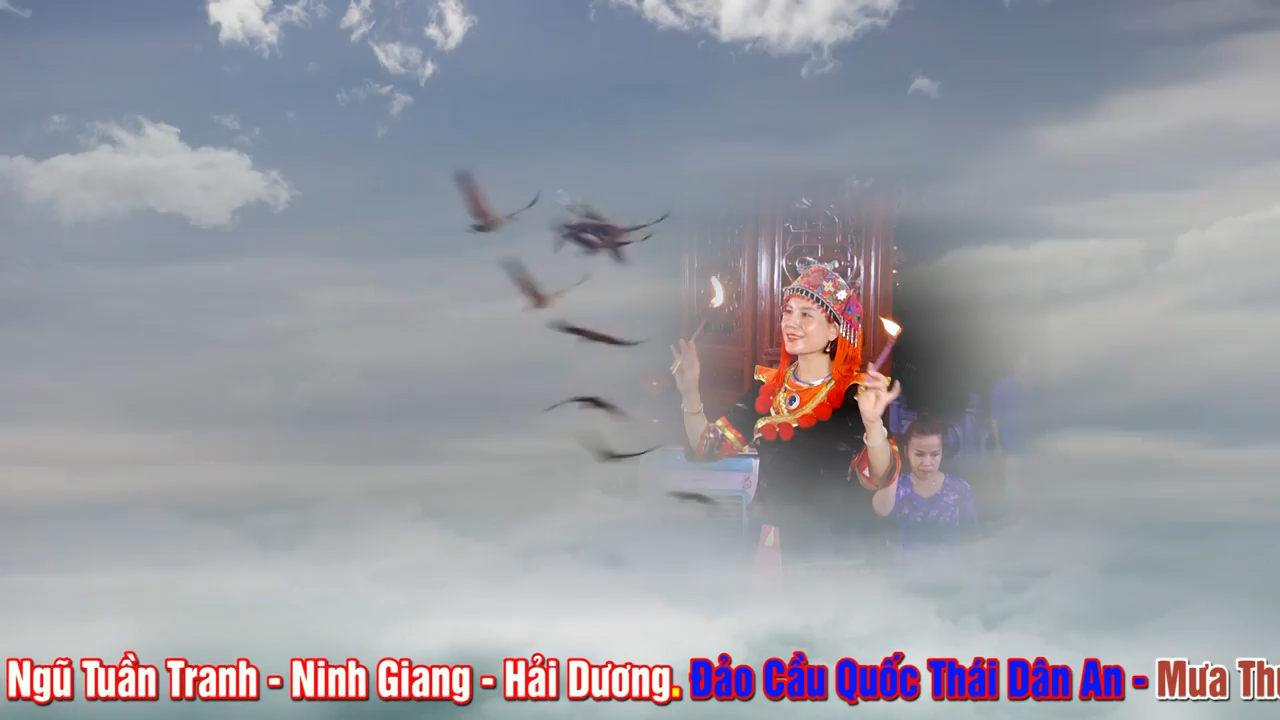 Ngũ Tuần Tranh - Ninh Giang - Hải Dương. Đảo Cầu Quốc Thái Dân An - Mưa